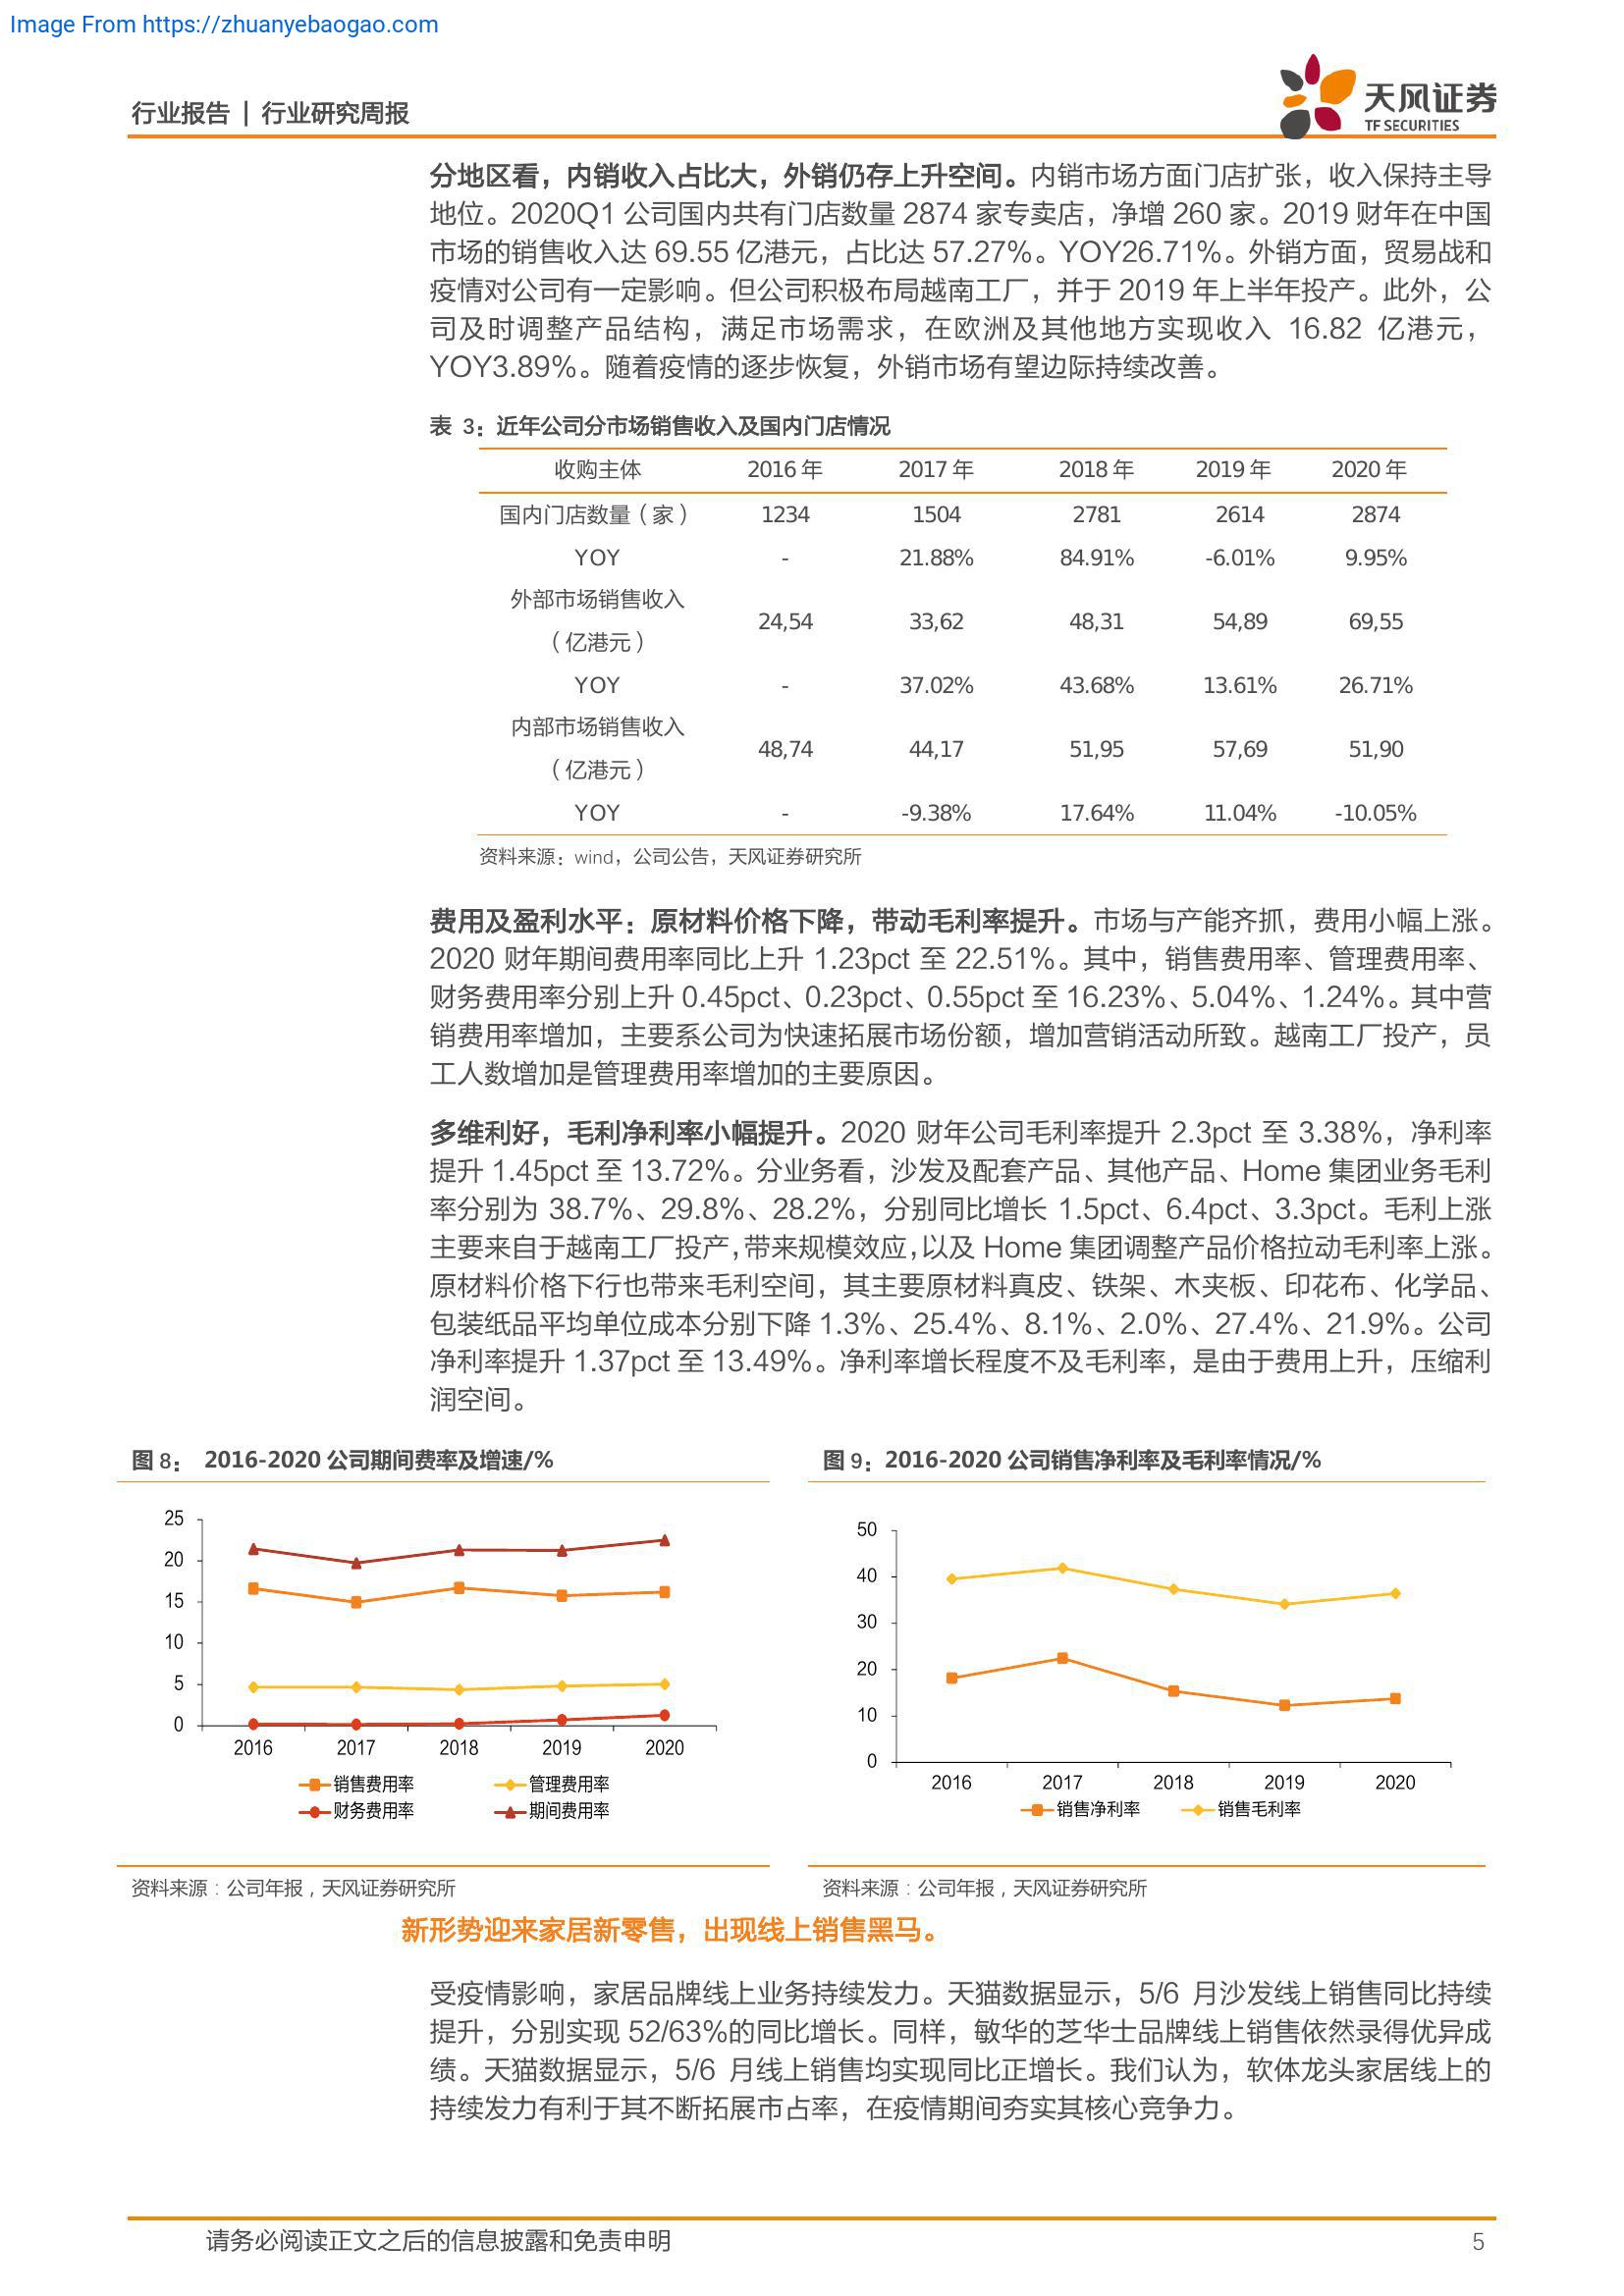 Image From https://zhuanyebaogao.com
行业报告 | 行业研究周报
天风证券
TF SECURITIES
分地区看，内销收入占比大，外销仍存上升空间。内销市场方面门店扩张，收入保持主导
地位。2020Q1 公司国内共有门店数量 2874 家专卖店，净增 260 家。2019 财年在中国
市场的销售收入达 69.55 亿港元，占比达 57.27%。YOY26.71%。外销方面，贸易战和
疫情对公司有一定影响。但公司积极布局越南工厂，并于 2019 年上半年投产。此外，公
司及时调整产品结构，满足市场需求，在欧洲及其他地方实现收入 16.82 亿港元，
YOY3.89%。随着疫情的逐步恢复，外销市场有望边际持续改善。
表 3：近年公司分市场销售收入及国内门店情况
收购主体 2016 年 2017 年 2018 年 2019 年 2020 年
国内门店数量（家） 1234 1504 2781 2614 2874
YOY - 21.88% 84.91% -6.01% 9.95%
外部市场销售收入
（亿港元） 24,54 33,62 48,31 54,89 69,55
YOY - 37.02% 43.68% 13.61% 26.71%
内部市场销售收入
（亿港元） 48,74 44,17 51,95 57,69 51,90
YOY - -9.38% 17.64% 11.04% -10.05%
资料来源：wind，公司公告，天风证券研究所
费用及盈利水平：原材料价格下降，带动毛利率提升。市场与产能齐抓，费用小幅上涨。
2020 财年期间费用率同比上升 1.23pct 至 22.51%。其中，销售费用率、管理费用率、
财务费用率分别上升 0.45pct、0.23pct、0.55pct 至 16.23%、5.04%、1.24%。其中营
销费用率增加，主要系公司为快速拓展市场份额，增加营销活动所致。越南工厂投产，员
工人数增加是管理费用率增加的主要原因。
多维利好，毛利净利率小幅提升。2020 财年公司毛利率提升 2.3pct 至 3.38%，净利率
提升 1.45pct 至 13.72%。分业务看，沙发及配套产品、其他产品、Home 集团业务毛利
率分别为 38.7%、29.8%、28.2%，分别同比增长 1.5pct、6.4pct、3.3pct。毛利上涨
主要来自于越南工厂投产，带来规模效应，以及 Home 集团调整产品价格拉动毛利率上涨。
原材料价格下行也带来毛利空间，其主要原材料真皮、铁架、木夹板、印花布、化学品、
包装纸品平均单位成本分别下降 1.3%、25.4%、8.1%、2.0%、27.4%、21.9%。公司
净利率提升 1.37pct 至 13.49%。净利率增长程度不及毛利率，是由于费用上升，压缩利
润空间。
图 8： 2016-2020 公司期间费率及增速/%
25
20
15
10
5
0
2016 2017 2018 2019 2020
销售费用率 管理费用率
财务费用率 期间费用率
资料来源：公司年报，天风证券研究所
图 9：2016-2020 公司销售净利率及毛利率情况/%
50
40
30
20
10
0
2016 2017 2018 2019 2020
销售净利率 销售毛利率
资料来源：公司年报，天风证券研究所
新形势迎来家居新零售，出现线上销售黑马。
受疫情影响，家居品牌线上业务持续发力。天猫数据显示，5/6 月沙发线上销售同比持续
提升，分别实现 52/63%的同比增长。同样，敏华的芝华士品牌线上销售依然录得优异成
绩。天猫数据显示，5/6 月线上销售均实现同比正增长。我们认为，软体龙头家居线上的
持续发力有利于其不断拓展市占率，在疫情期间夯实其核心竞争力。
请务必阅读正文之后的信息披露和免责申明 5